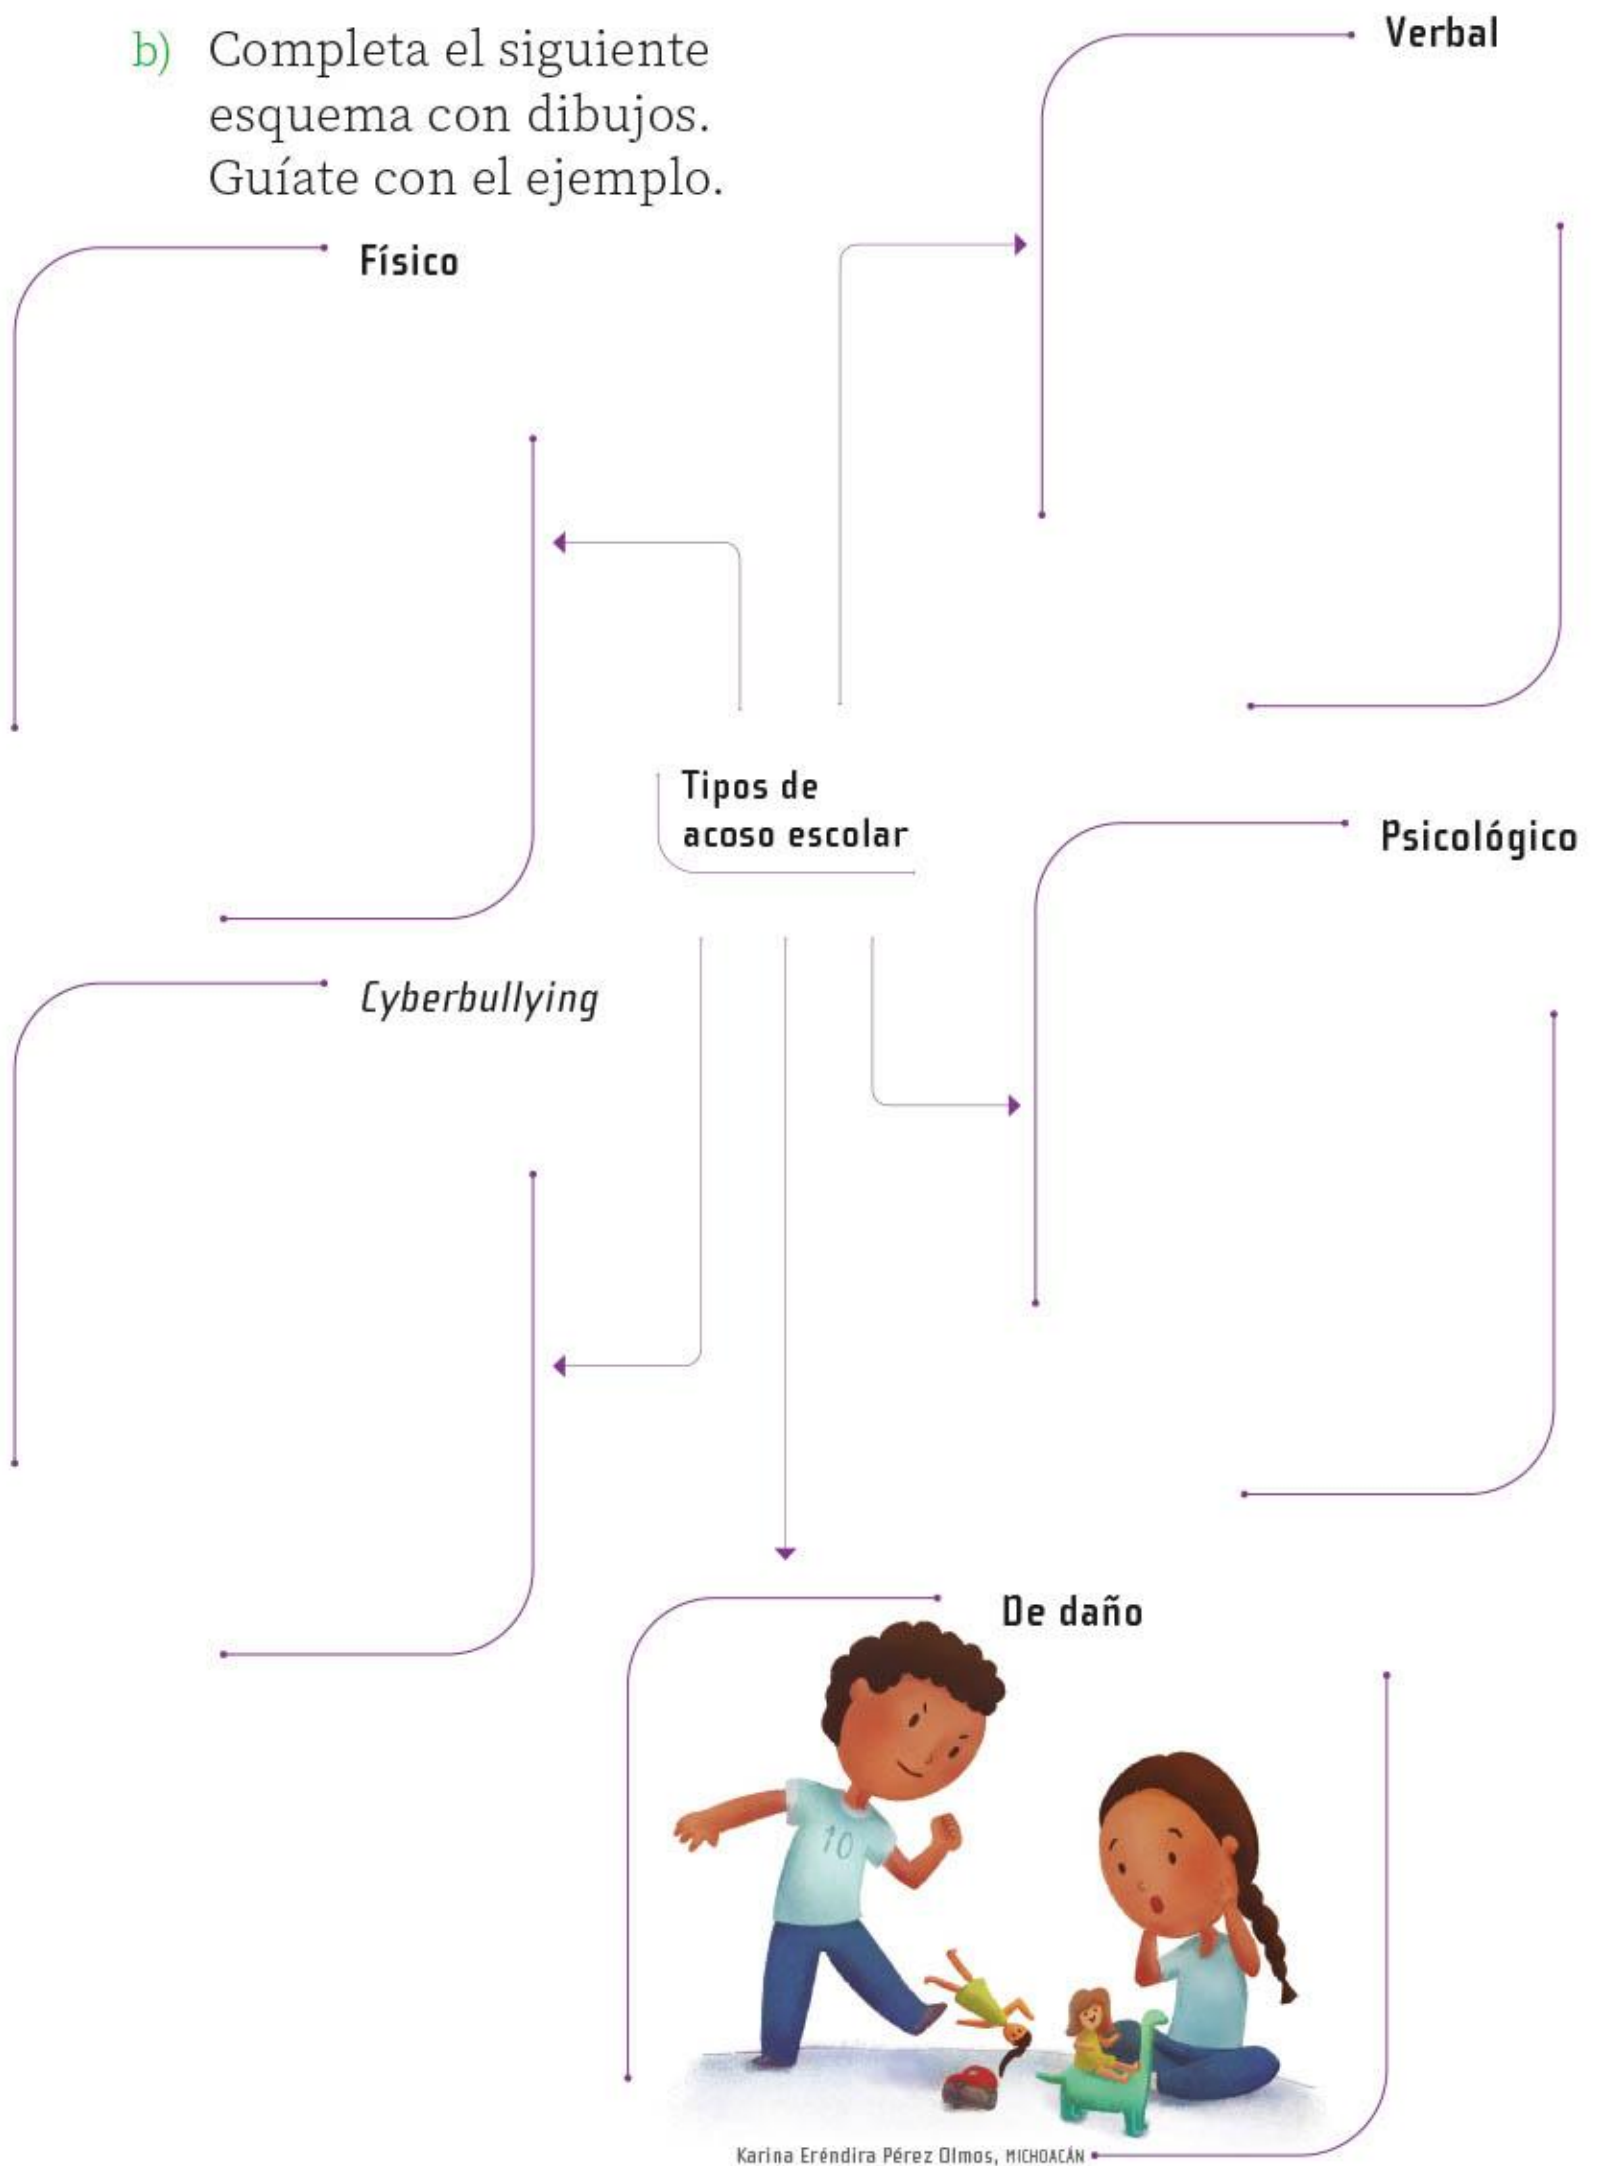 b) Completa el siguiente
esquema con dibujos.
Guíate con el ejemplo.
Verbal
Físico
Tipos de
acoso escolar
Psicológico
Cyberbullying
De daño
10
Karina Eréndira Pérez Olmos, MICHOACÁN